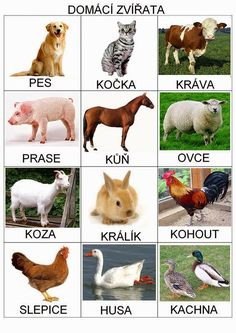 DOMÁCÍ ZVÍŘATA
PES
KOČKA
KRÁVA
PRASE
KŮŇ
OVCE
KOZA
KRÁLÍK
KOHOUT
SLEPICE
HUSA
KACHNA